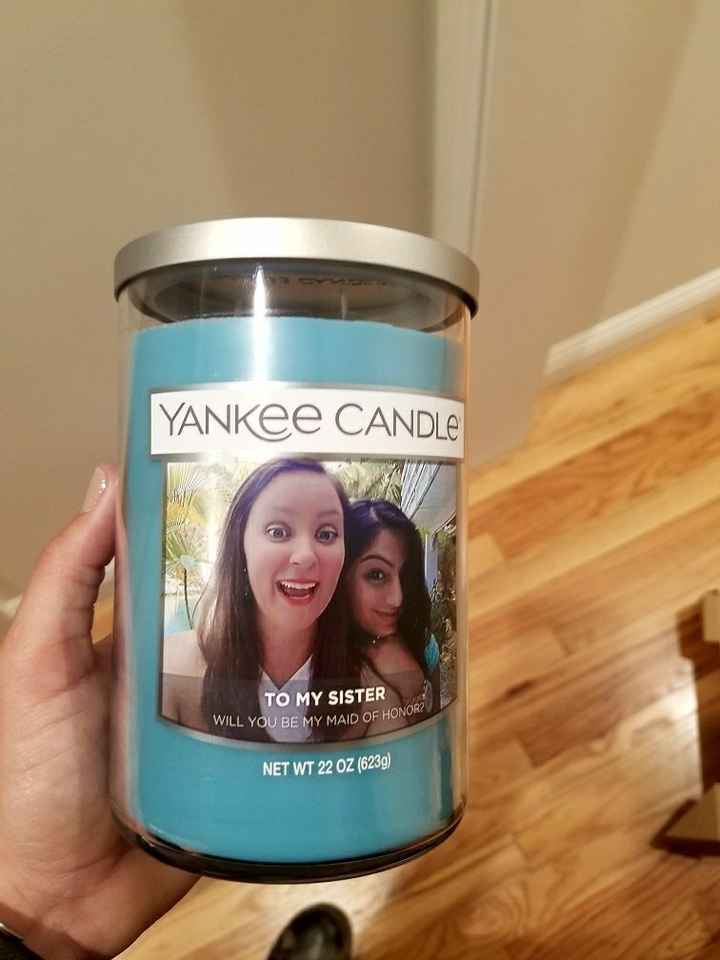 YANKEE CANDLE
TO MY SISTER
WILL YOU BE MY MAID OF HONOR?
NET WT 22 OZ (623g)